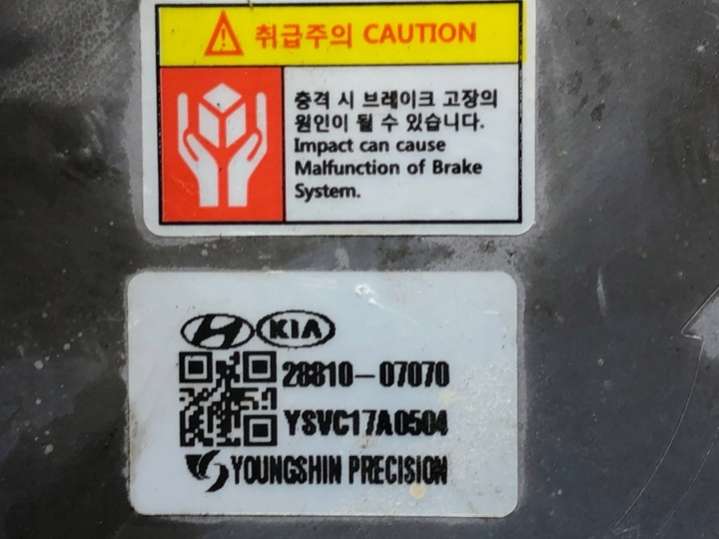 취급주의 CAUTION
충격 시 브레이크 고장의
원인이 될 수 있습니다.
Impact can cause
Malfunction of Brake
System.
KIA
28810-07070
YSVC17A0504
YOUNGSHIN PRECISION